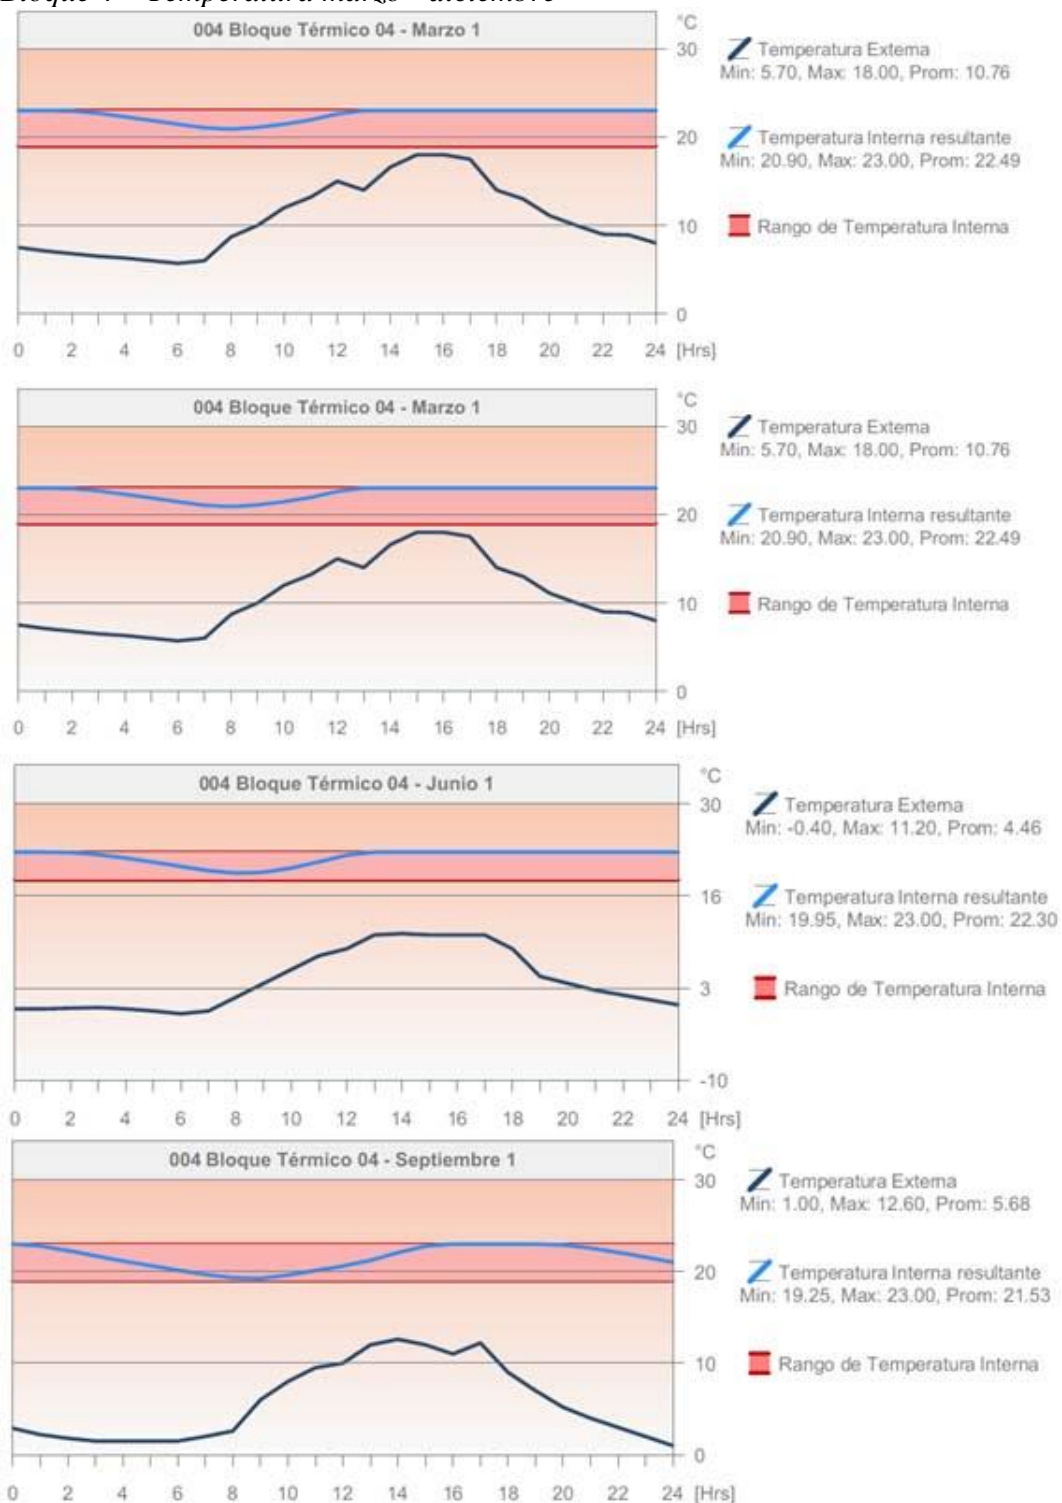 Bloque 4 – Temperatura marzo - diciembre
004 Bloque Térmico 04 - Marzo 1
°C
30
20
10
0
0 2 4 6 8 10 12 14 16 18 20 22 24 [Hrs]
Temperatura Externa
Min: 5.70, Max: 18.00, Prom: 10.76
Temperatura Interna resultante
Min: 20.90, Max: 23.00, Prom: 22.49
Rango de Temperatura Interna
004 Bloque Térmico 04 - Marzo 1
°C
30
20
10
0
0 2 4 6 8 10 12 14 16 18 20 22 24 [Hrs]
Temperatura Externa
Min: 5.70, Max: 18.00, Prom: 10.76
Temperatura Interna resultante
Min: 20.90, Max: 23.00, Prom: 22.49
Rango de Temperatura Interna
004 Bloque Térmico 04 - Junio 1
°C
30
16
3
-10
0 2 4 6 8 10 12 14 16 18 20 22 24 [Hrs]
Temperatura Externa
Min: -0.40, Max: 11.20, Prom: 4.46
Temperatura Interna resultante
Min: 19.95, Max: 23.00, Prom: 22.30
Rango de Temperatura Interna
004 Bloque Térmico 04 - Septiembre 1
°C
30
20
10
0
0 2 4 6 8 10 12 14 16 18 20 22 24 [Hrs]
Temperatura Externa
Min: 1.00, Max: 12.60, Prom: 5.68
Temperatura Interna resultante
Min: 19.25, Max: 23.00, Prom: 21.53
Rango de Temperatura Interna